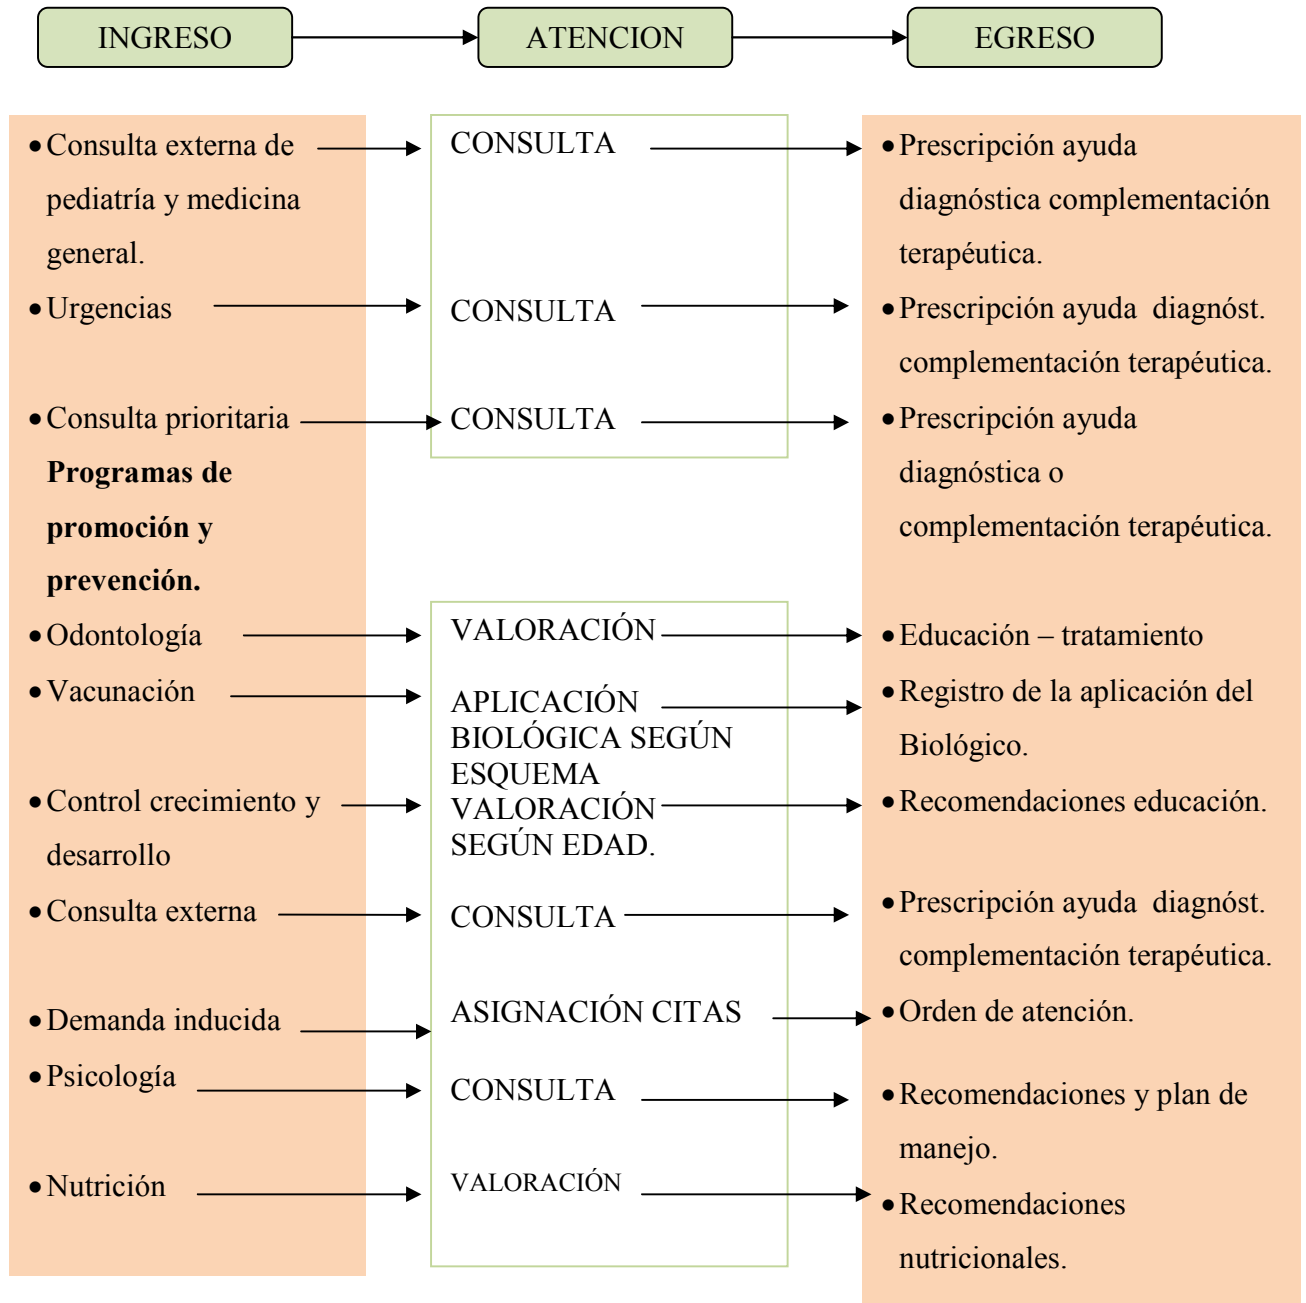 INGRESO
ATENCION
EGRESO
•Consulta externa de
pediatría y medicina
general.
•Urgencias
•Consulta prioritaria
Programas de
promoción y
prevención.
•Odontología
•Vacunación
•Control crecimiento y
desarrollo
•Consulta externa
•Demanda inducida
•Psicología
•Nutrición
CONSULTA
CONSULTA
CONSULTA
VALORACIÓN
APLICACIÓN
BIOLÓGICA SEGÚN
ESQUEMA
VALORACIÓN
SEGÚN EDAD.
CONSULTA
ASIGNACIÓN CITAS
CONSULTA
VALORACIÓN
•Prescripción ayuda
diagnóstica complementación
terapéutica.
•Prescripción ayuda diagnóst.
complementación terapéutica.
•Prescripción ayuda
diagnóstica o
complementación terapéutica.
•Educación – tratamiento
•Registro de la aplicación del
Biológico.
•Recomendaciones educación.
•Prescripción ayuda diagnóst.
complementación terapéutica.
•Orden de atención.
•Recomendaciones y plan de
manejo.
•Recomendaciones
nutricionales.